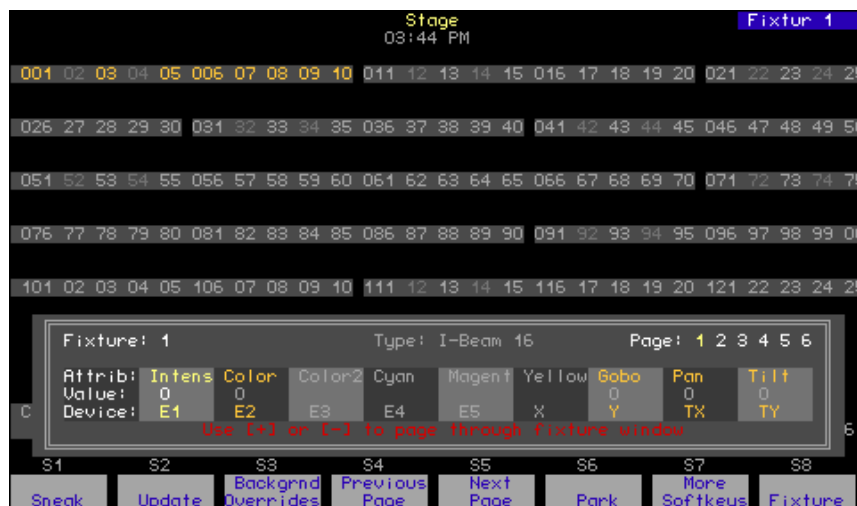 Stage
Fixtur 1
03:44 PM
001 02 03 04 05 006 07 08 09 10 011 12 13 14 15 016 17 18 19 20 021 22 23 24
026 27 28 29 30 031 32 33 34 35 036 37 38 39 40 041 42 43 44 45 046 47 48 49
051 52 53 54 55 056 57 58 59 60 061 62 63 64 65 066 67 68 69 70 071 72 73 74
076 77 78 79 80 081 82 83 84 85 086 87 88 89 90 091 92 93 94 95 096 97 98 99
101 02 03 04 05 106 07 08 09 10 111 12 13 14 15 116 17 18 19 20 121 22 23 24
Fixture: 1 Type: I-Beam 16 Page: 1 2 3 4 5 6
Attrib: Intens Color Color2 Cyan Magent Yellow Gobo Pan Tilt
Value: 0 0 0 0 0
Device: E1 E2 E3 E4 E5 X Y TX TY
C 6
Use [+] or [-] to page through fixture window
S1 S2 S3 S4 S5 S6 S7 S8
Backgrnd Previous Next More
Sneak Update Overrides Page Page Park Softkeys Fixture